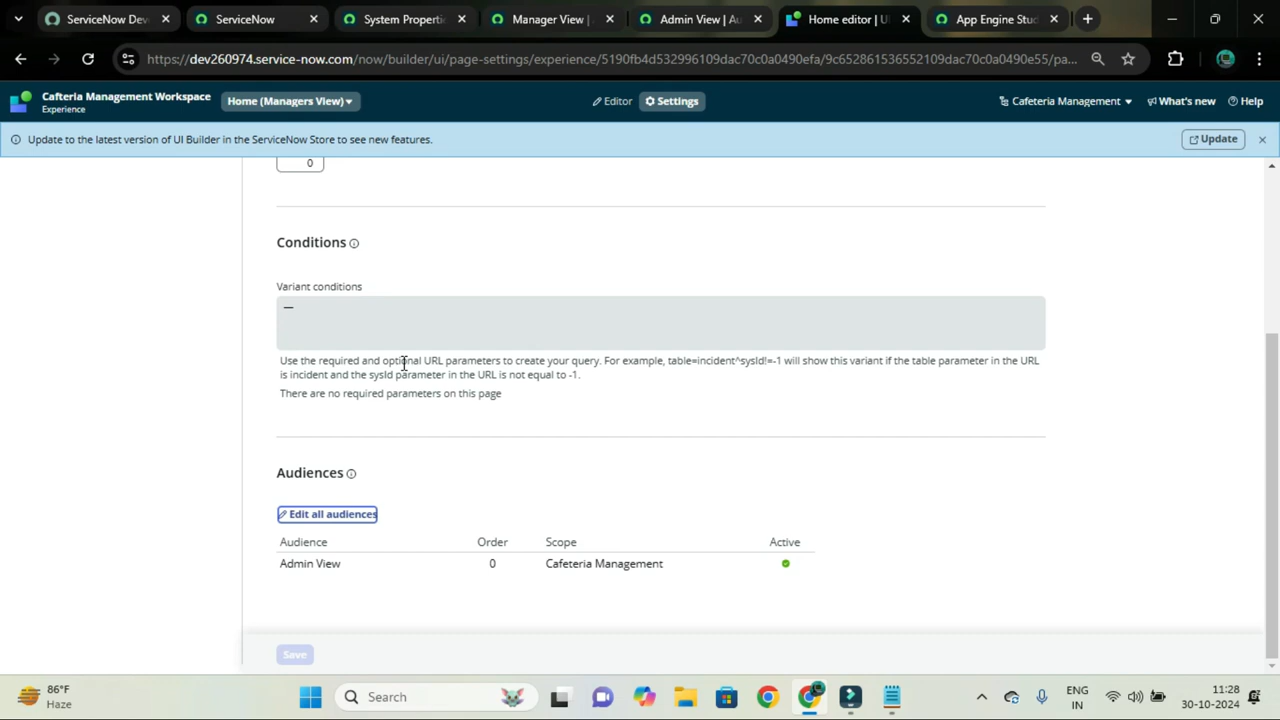 ServiceNow Dev
ServiceNow
System Properti
Manager View |
Admin View | Au
Home editor | U
App Engine Stud
https://dev260974.service-now.com/now/builder/ui/page-settings/experience/5190fb4d532996109dac70c0a0490efa/9c652861536552109dac70c0a0490e55/pa...
Cafteria Management Workspace
Experience
Home (Managers View)
Editor
Settings
Cafeteria Management
What's new
Help
Update to the latest version of UI Builder in the ServiceNow Store to see new features.
Update
0
Conditions
Variant conditions
—
Use the required and optional URL parameters to create your query. For example, table=incident^sysId!=-1 will show this variant if the table parameter in the URL
is incident and the sysId parameter in the URL is not equal to -1.
There are no required parameters on this page
Audiences
Edit all audiences
Audience Order Scope Active
Admin View 0 Cafeteria Management
Save
86°F
Haze
Search
ENG
IN
11:28
30-10-2024